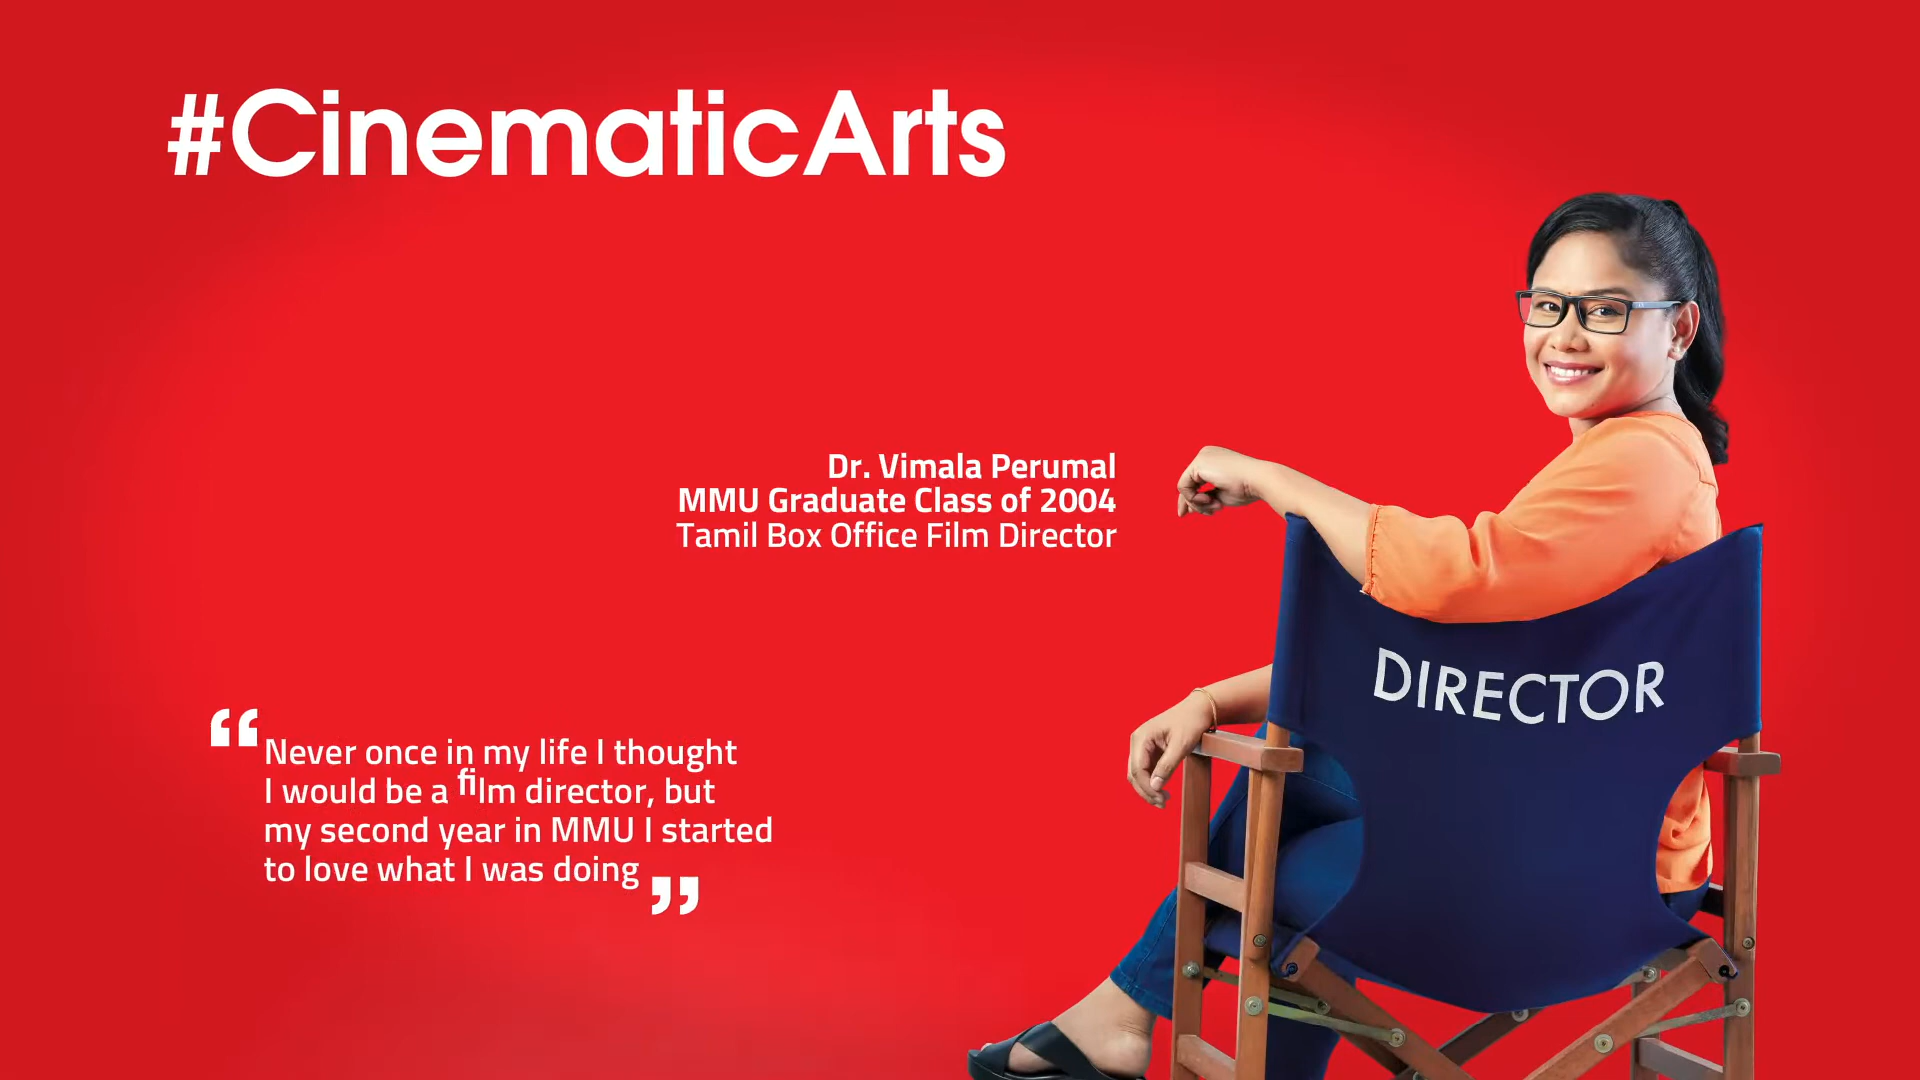 #CinematicArts
Dr. Vimala Perumal
MMU Graduate Class of 2004
Tamil Box Office Film Director
DIRECTOR
“Never once in my life I thought
I would be a film director, but
my second year in MMU I started
to love what I was doing”